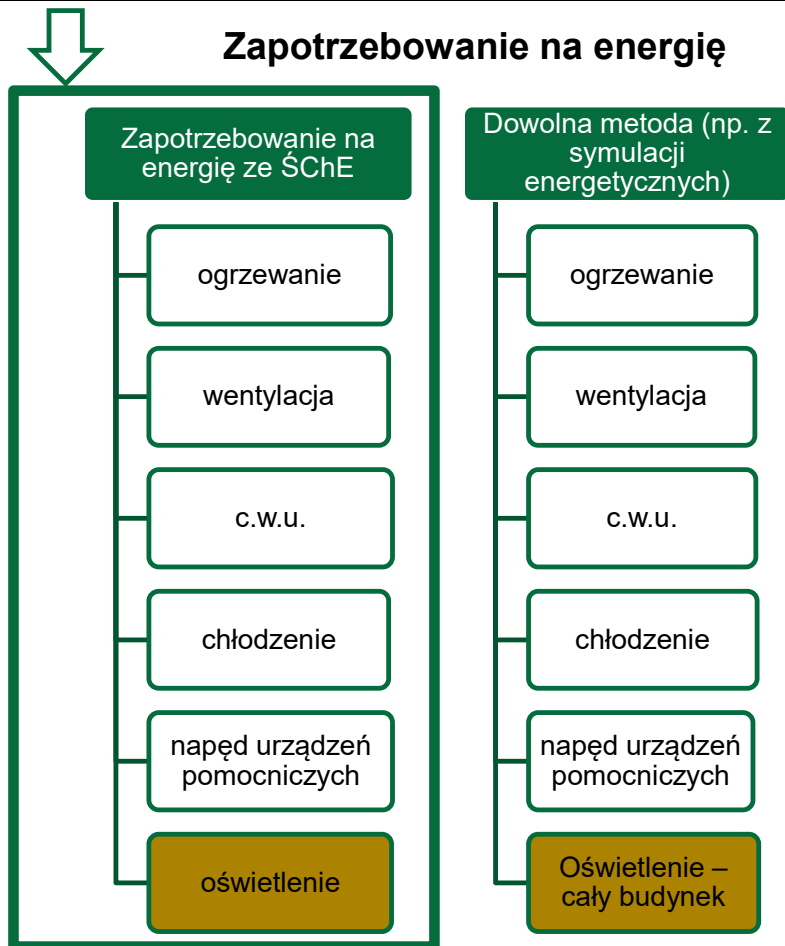 Zapotrzebowanie na energię
Zapotrzebowanie na
energię ze ŚChE
ogrzewanie
wentylacja
c.w.u.
chłodzenie
napęd urządzeń
pomocniczych
oświetlenie
Dowolna metoda (np. z
symulacji
energetycznych)
ogrzewanie
wentylacja
c.w.u.
chłodzenie
napęd urządzeń
pomocniczych
Oświetlenie –
cały budynek